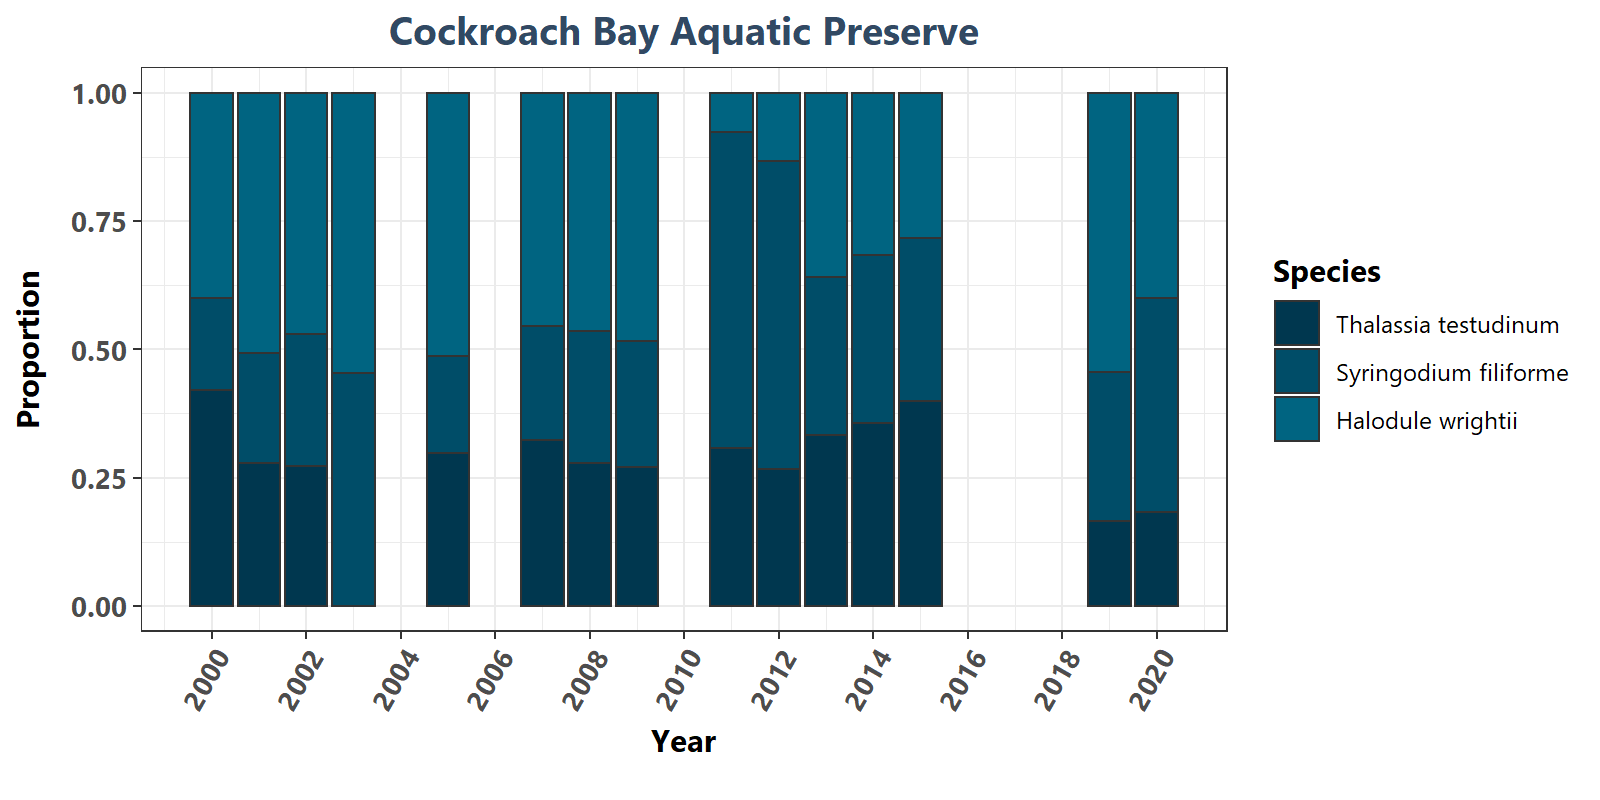 Cockroach Bay Aquatic Preserve
1.00
0.75
0.50
0.25
0.00
Proportion
2000 2002 2004 2006 2008 2010 2012 2014 2016 2018 2020
Year
Species
Thalassia testudinum
Syringodium filiforme
Halodule wrightii